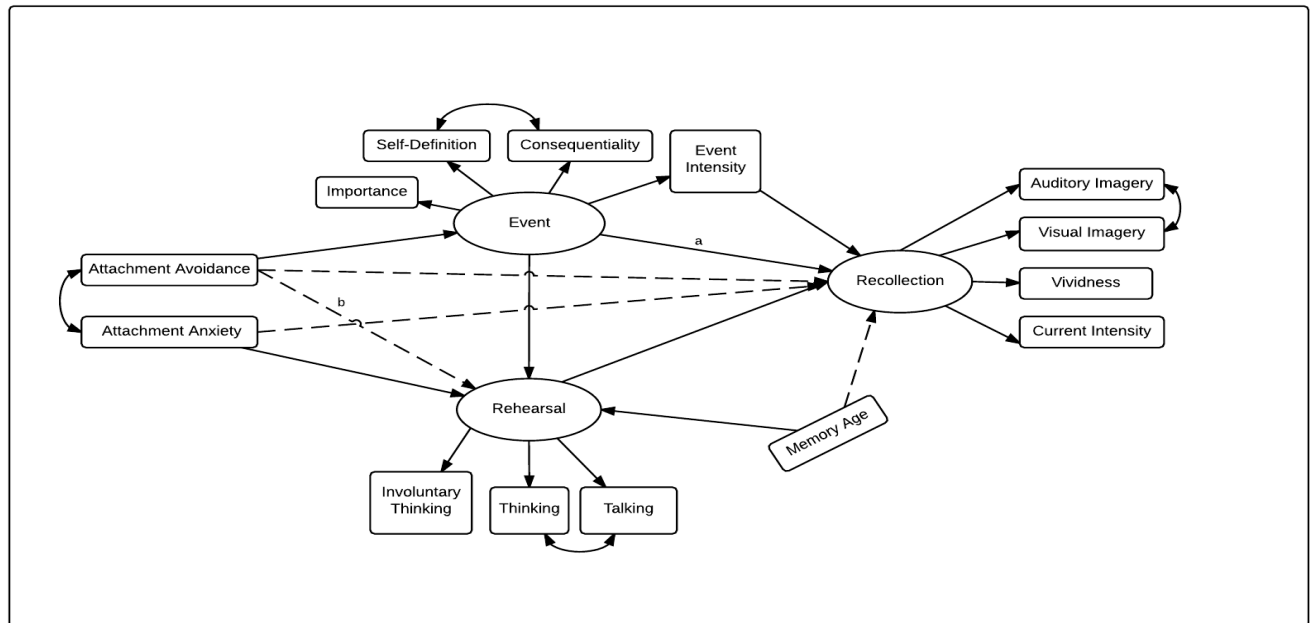 Self-Definition
Consequentiality
Event
Intensity
Importance
Auditory Imagery
Event
Visual Imagery
a
Attachment Avoidance
Recollection
Vividness
b
Attachment Anxiety
Current Intensity
Rehearsal
Memory Age
Involuntary
Thinking
Thinking
Talking